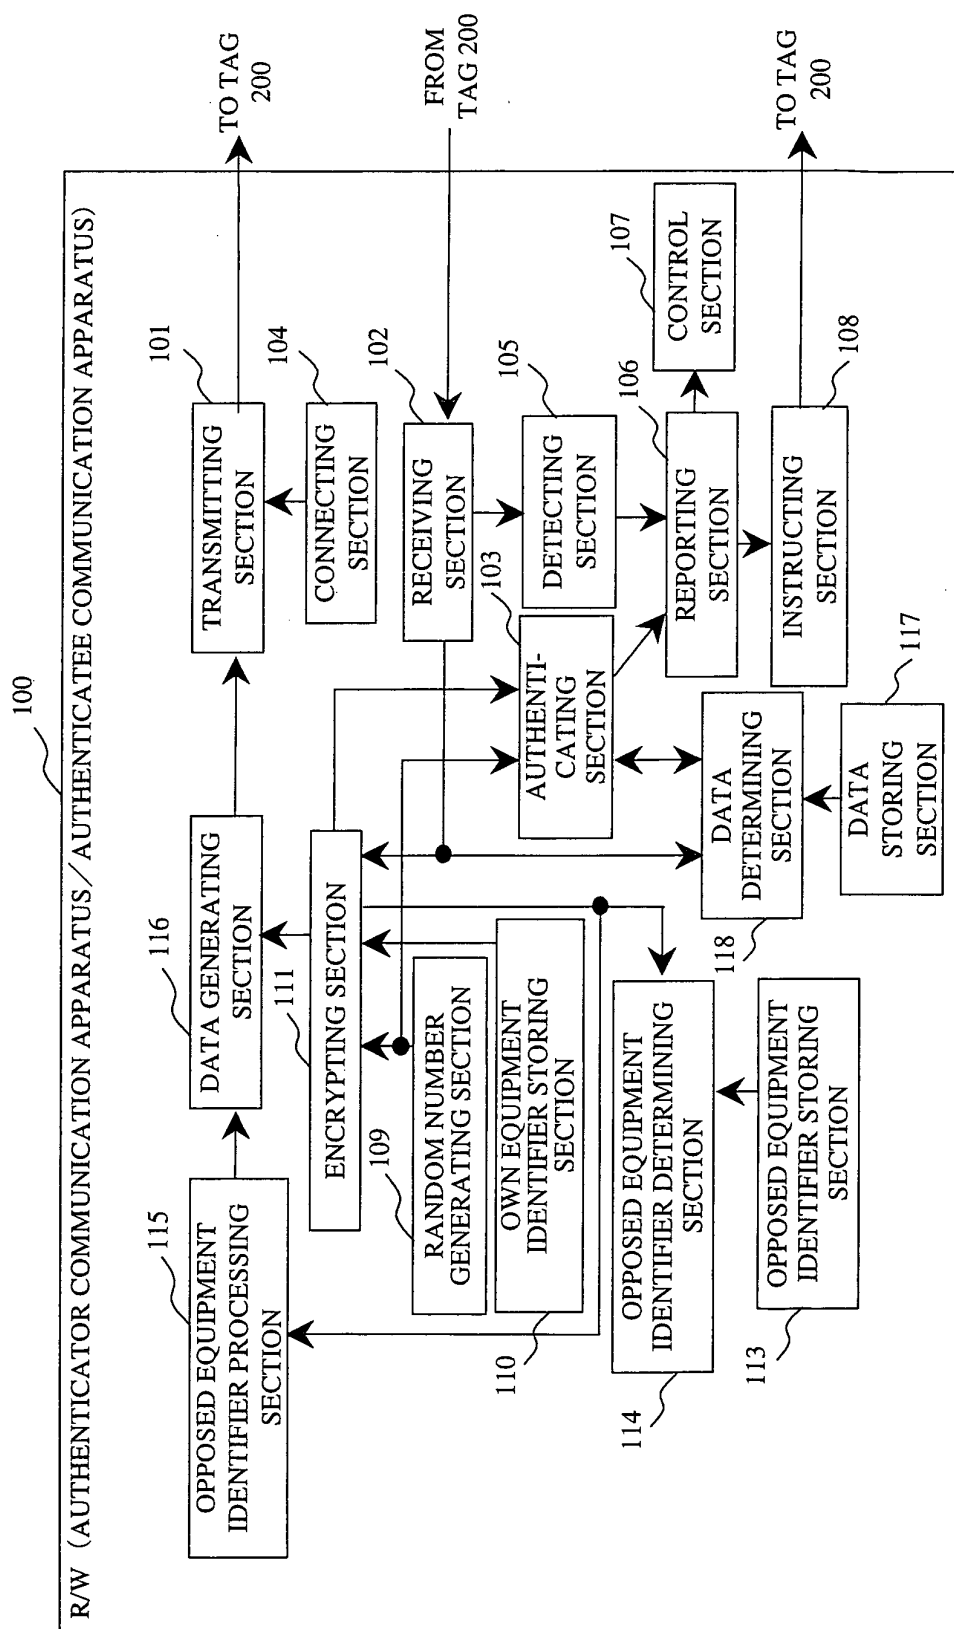 100
R/W (AUTHENTICATOR COMMUNICATION APPARATUS/AUTHENTICATEE COMMUNICATION APPARATUS)
115
OPPOSED EQUIPMENT
IDENTIFIER PROCESSING
SECTION
116
DATA GENERATING
SECTION
101
TRANSMITTING
SECTION
TO TAG
200
104
CONNECTING
SECTION
111
ENCRYPTING SECTION
102
RECEIVING
SECTION
FROM
TAG 200
109
RANDOM NUMBER
GENERATING SECTION
110
OWN EQUIPMENT
IDENTIFIER STORING
SECTION
103
AUTHENTI-
CATING
SECTION
105
DETECTING
SECTION
114
OPPOSED EQUIPMENT
IDENTIFIER DETERMINING
SECTION
106
REPORTING
SECTION
107
CONTROL
SECTION
118
DATA
DETERMINING
SECTION
108
INSTRUCTING
SECTION
TO TAG
200
113
OPPOSED EQUIPMENT
IDENTIFIER STORING
SECTION
117
DATA
STORING
SECTION